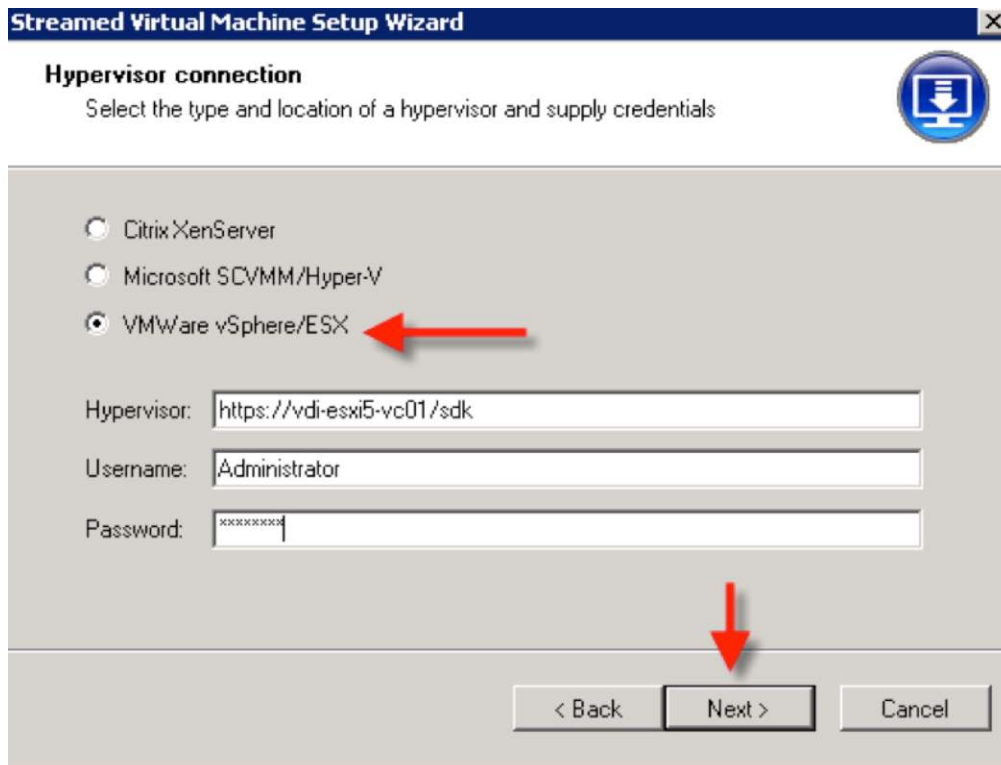 Streamed Virtual Machine Setup Wizard
Hypervisor connection
Select the type and location of a hypervisor and supply credentials
Citrix XenServer
Microsoft SCVMM/Hyper-V
VMWare vSphere/ESX
Hypervisor: https://vdi-esxi5-vc01/sdk
Username: Administrator
Password: ********
< Back Next > Cancel